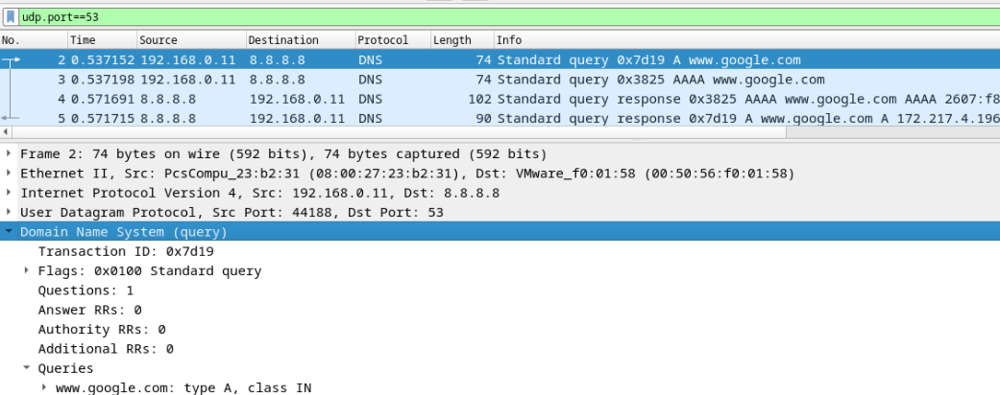 udp.port==53
No. Time Source Destination Protocol Length Info
2 0.537152 192.168.0.11 8.8.8.8 DNS 74 Standard query 0x7d19 A www.google.com
3 0.537198 192.168.0.11 8.8.8.8 DNS 74 Standard query 0x3825 AAAA www.google.com
4 0.571691 8.8.8.8 192.168.0.11 DNS 102 Standard query response 0x3825 AAAA www.google.com AAAA 2607:f8
5 0.571715 8.8.8.8 192.168.0.11 DNS 90 Standard query response 0x7d19 A www.google.com A 172.217.4.196
Frame 2: 74 bytes on wire (592 bits), 74 bytes captured (592 bits)
Ethernet II, Src: PcsCompu_23:b2:31 (08:00:27:23:b2:31), Dst: VMware_f0:01:58 (00:50:56:f0:01:58)
Internet Protocol Version 4, Src: 192.168.0.11, Dst: 8.8.8.8
User Datagram Protocol, Src Port: 44188, Dst Port: 53
Domain Name System (query)
Transaction ID: 0x7d19
Flags: 0x0100 Standard query
Questions: 1
Answer RRs: 0
Authority RRs: 0
Additional RRs: 0
Queries
www.google.com: type A, class IN